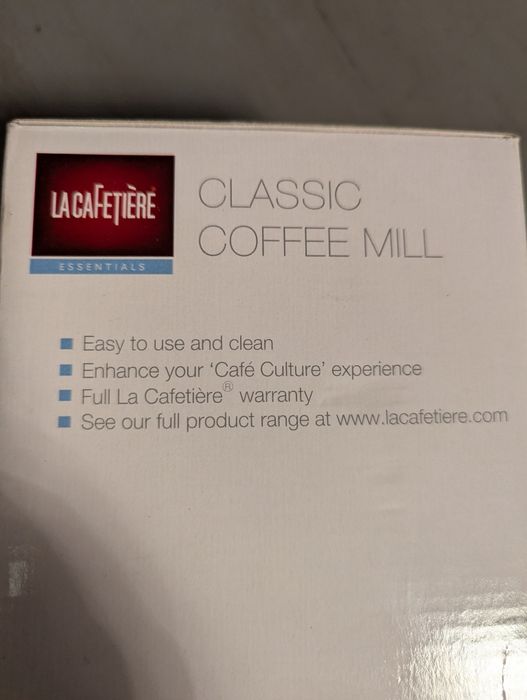 LA CAFETIÈRE
ESSENTIALS
CLASSIC
COFFEE MILL
Easy to use and clean
Enhance your ‘Café Culture’ experience
Full La Cafetière® warranty
See our full product range at www.lacafetiere.com